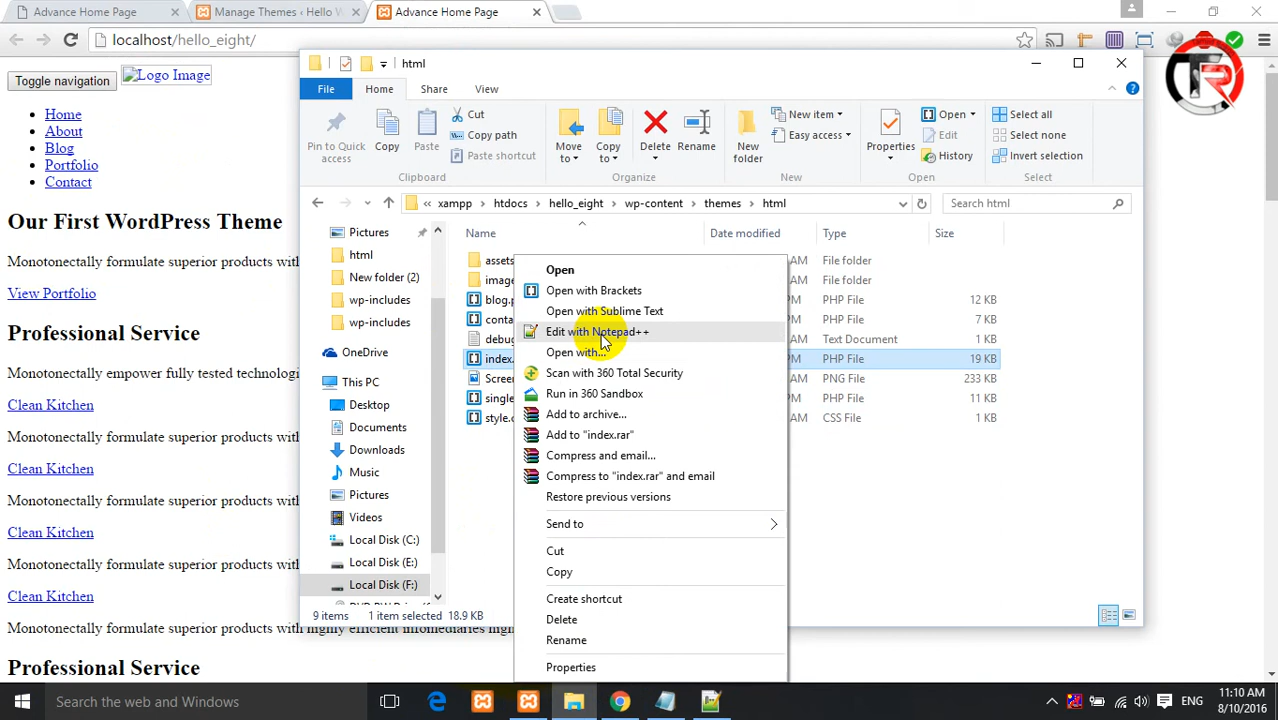 Advance Home Page
Manage Themes ‹ Hello W
Advance Home Page
localhost/hello_eight/
TR
Toggle navigation
Logo Image
Home
About
Blog
Portfolio
Contact
Our First WordPress Theme
Monotonectally formulate superior products with
View Portfolio
Professional Service
Monotonectally empower fully tested technologi
Clean Kitchen
Monotonectally formulate superior products with
Clean Kitchen
Monotonectally formulate superior products with
Clean Kitchen
Monotonectally formulate superior products with
Clean Kitchen
Monotonectally formulate superior products with highly efficient infomediaries high
Professional Service
html
File
Home
Share
View
Pin to Quick access
Copy
Paste
Cut
Copy path
Paste shortcut
Clipboard
Move to
Copy to
Delete
Rename
Organize
New folder
New item
Easy access
New
Properties
Open
Edit
History
Open
Select all
Select none
Invert selection
Select
« xampp › htdocs › hello_eight › wp-content › themes › html
Search html
Pictures
html
New folder (2)
wp-includes
wp-includes
OneDrive
This PC
Desktop
Documents
Downloads
Music
Pictures
Videos
Local Disk (C:)
Local Disk (E:)
Local Disk (F:)
Name
Date modified
Type
Size
assets
File folder
image
File folder
blog.p
PHP File
12 KB
conta
PHP File
7 KB
debug
Text Document
1 KB
index.
PM
PHP File
19 KB
Screen
PNG File
233 KB
single
PHP File
11 KB
style.c
CSS File
1 KB
Open
Open with Brackets
Open with Sublime Text
Edit with Notepad++
Open with...
Scan with 360 Total Security
Run in 360 Sandbox
Add to archive...
Add to "index.rar"
Compress and email...
Compress to "index.rar" and email
Restore previous versions
Send to
Cut
Copy
Create shortcut
Delete
Rename
Properties
9 items
1 item selected 18.9 KB
Search the web and Windows
ENG
11:10 AM
8/10/2016